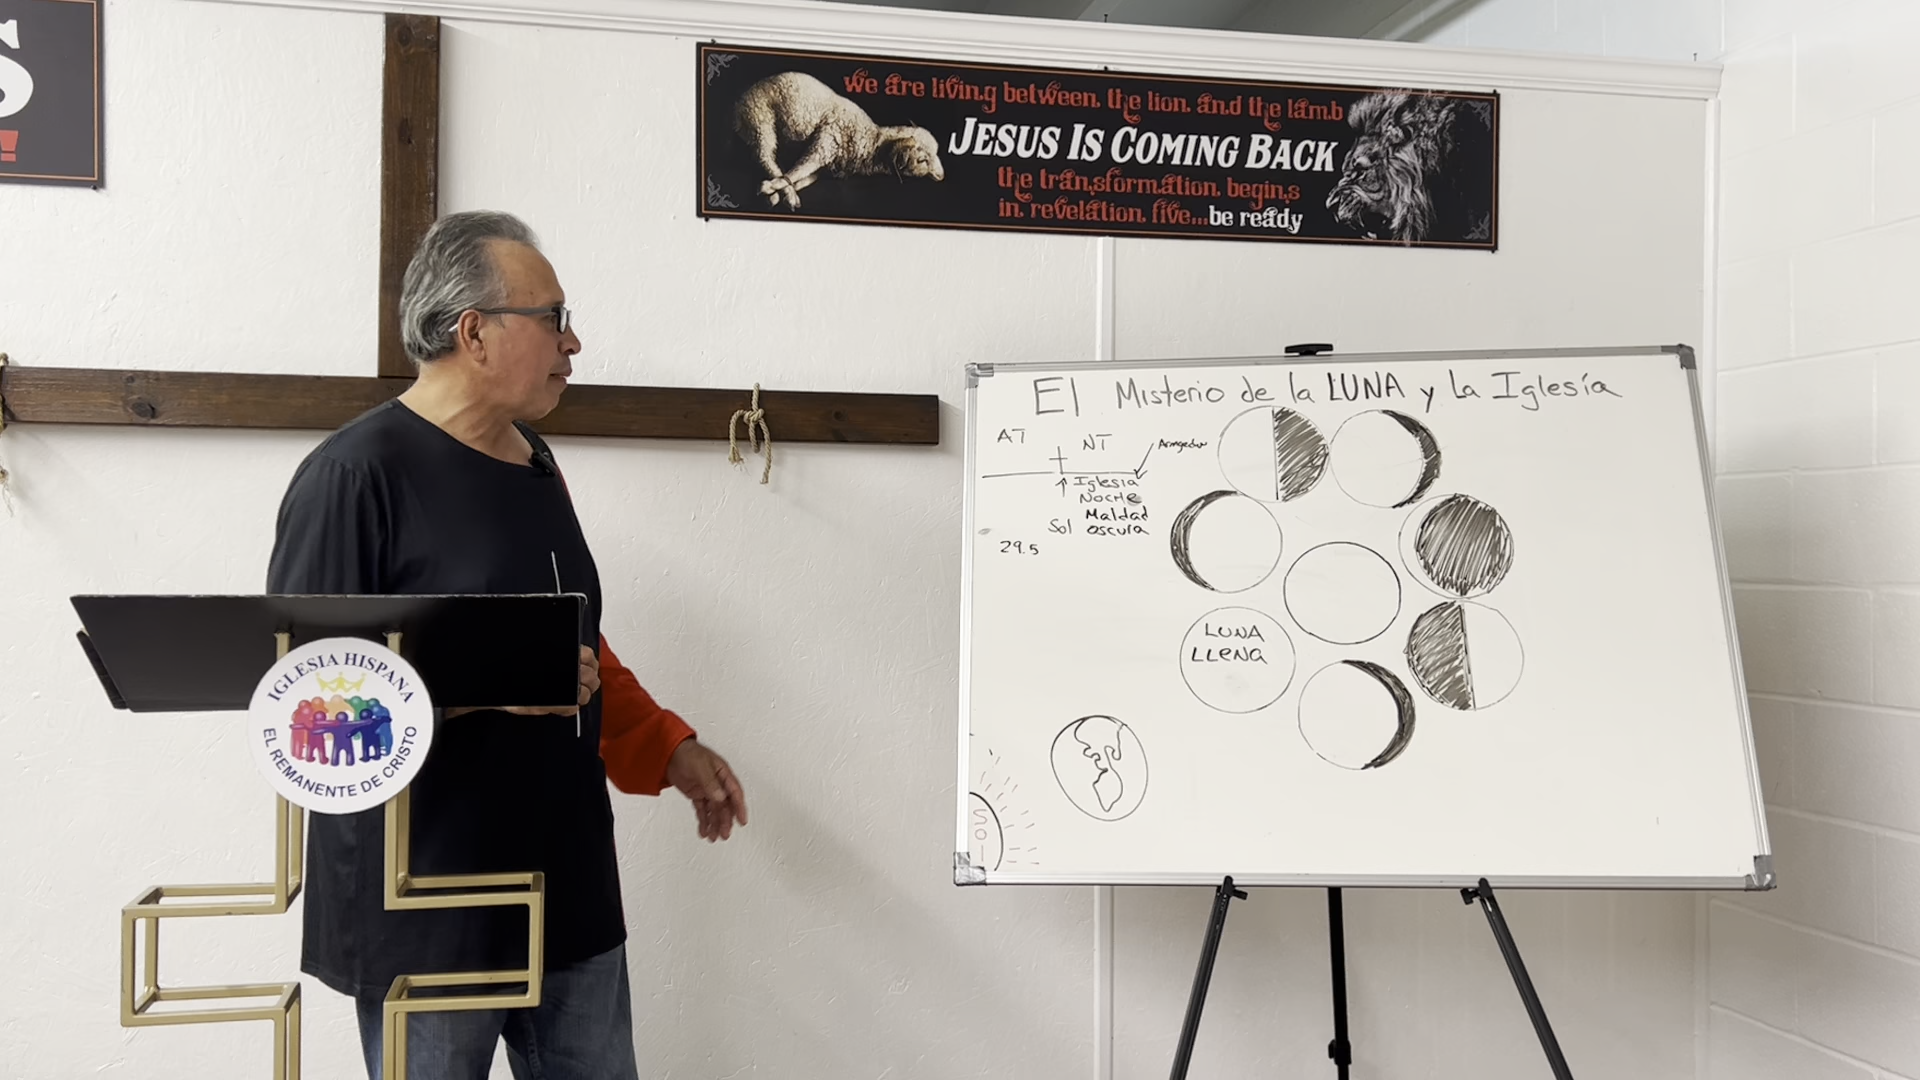 S
!
we are living between the lion and the lamb
JESUS IS COMING BACK
the transformation begins
in revelation five...be ready
El Misterio de la LUNA y La Iglesía
AT
NT
Armgedon
Iglesia
NOCHE
Maldad
Sol oscura
29.5
LUNA
LLENa
Sol
IGLESIA HISPANA
EL REMANENTE DE CRISTO